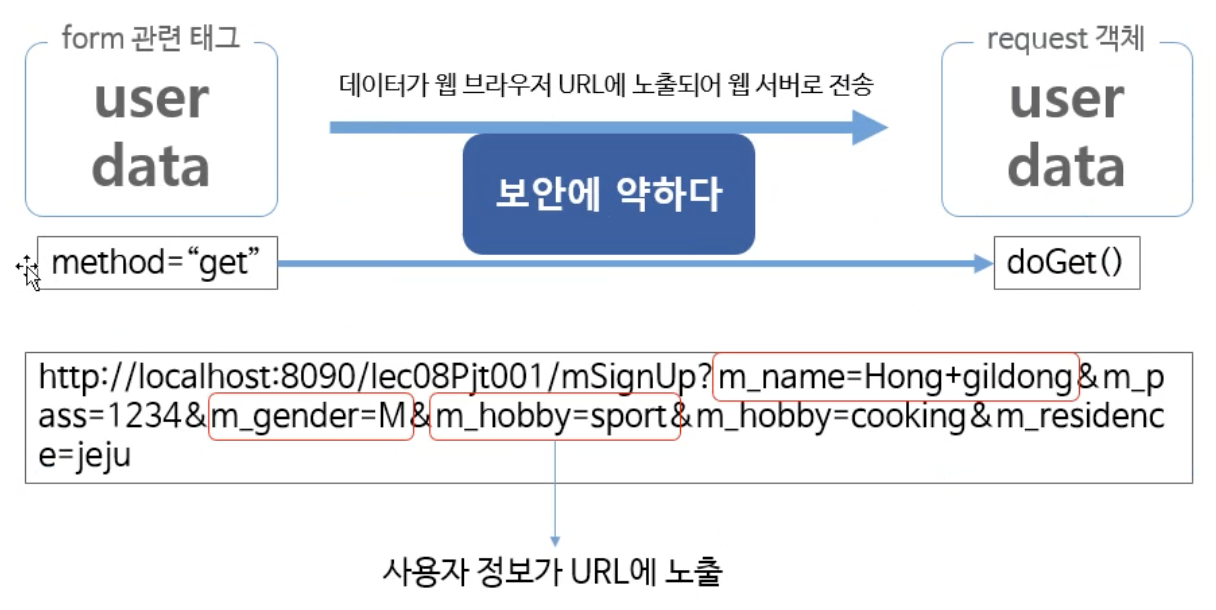 form 관련 태그
request 객체
user
data
데이터가 웹 브라우저 URL에 노출되어 웹 서버로 전송
user
data
보안에 약하다
method=“get”
doGet()
http://localhost:8090/lec08Pjt001/mSignUp?m_name=Hong+gildong&m_p
ass=1234&m_gender=M&m_hobby=sport&m_hobby=cooking&m_residenc
e=jeju
사용자 정보가 URL에 노출